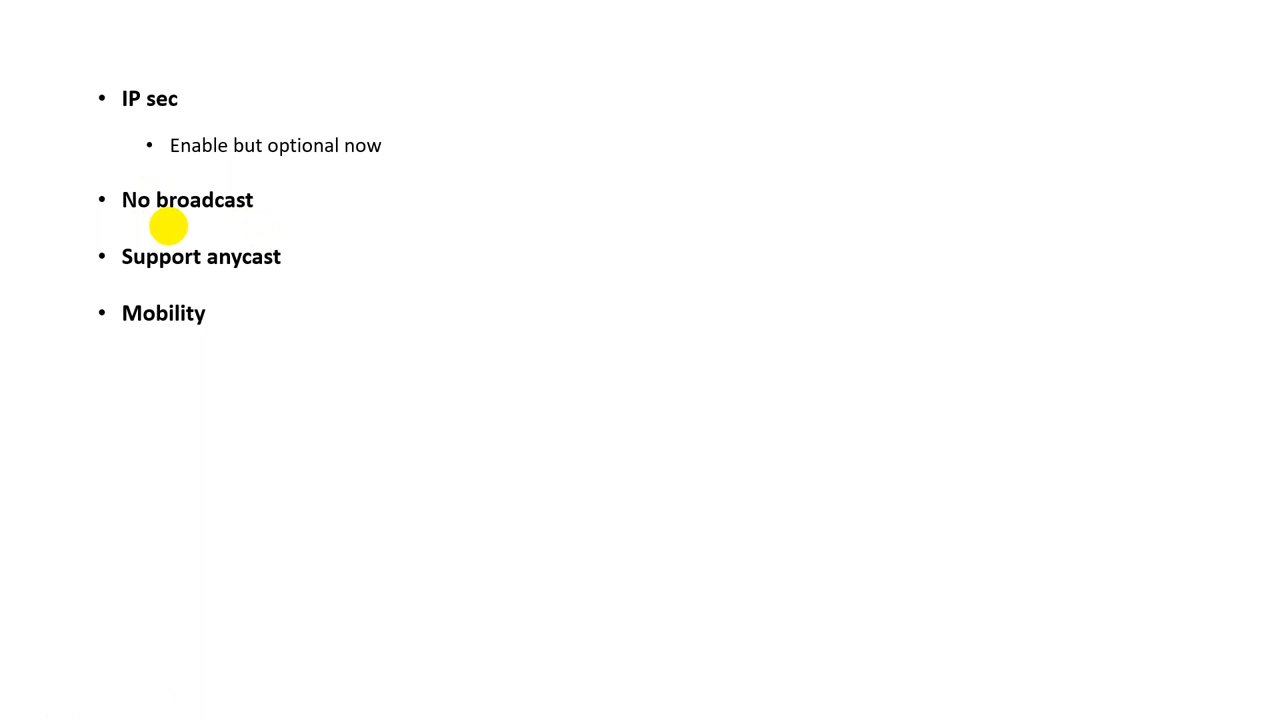 • IP sec
• Enable but optional now
• No broadcast
• Support anycast
• Mobility